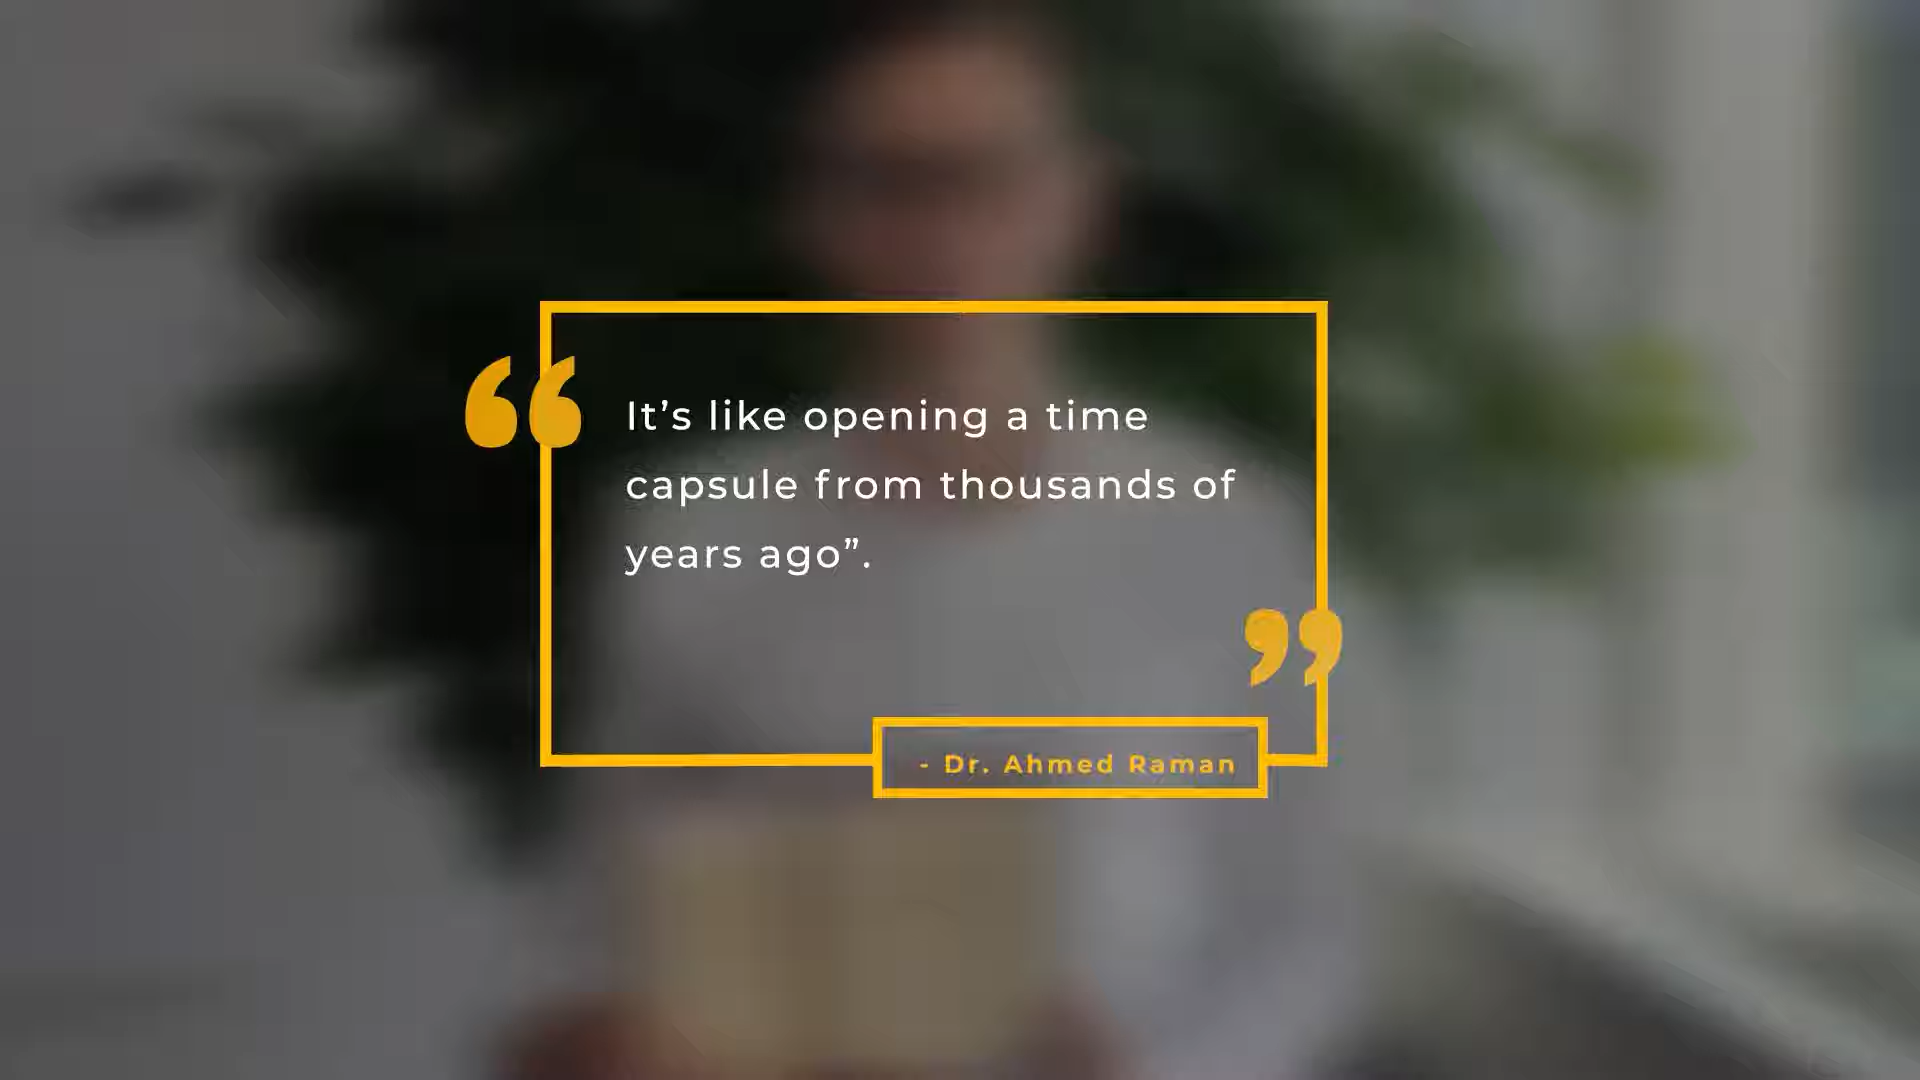 “
It’s like opening a time
capsule from thousands of
years ago”.
”
- Dr. Ahmed Raman